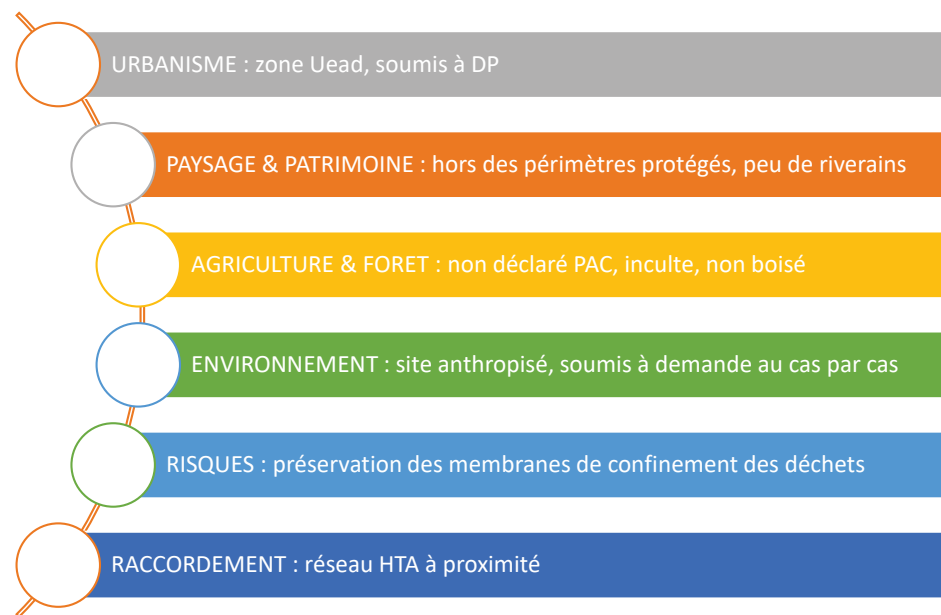 URBANISME : zone Uead, soumis à DP
PAYSAGE & PATRIMOINE : hors des périmètres protégés, peu de riverains
AGRICULTURE & FORET : non déclaré PAC, inculte, non boisé
ENVIRONNEMENT : site anthropisé, soumis à demande au cas par cas
RISQUES : préservation des membranes de confinement des déchets
RACCORDEMENT : réseau HTA à proximité